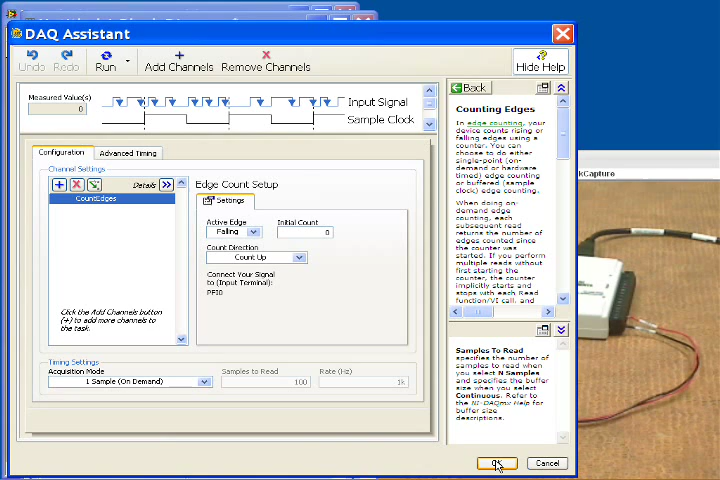 DAQ Assistant
Undo
Redo
Run
Add Channels
Remove Channels
Hide Help
Measured Value(s)
0
Input Signal
Sample Clock
Configuration
Advanced Timing
Channel Settings
Details
CountEdges
Click the Add Channels button
(+) to add more channels to
the task.
Edge Count Setup
Settings
Active Edge
Initial Count
Falling
0
Count Direction
Count Up
Connect Your Signal
to (Input Terminal):
PFI0
Timing Settings
Acquisition Mode
Samples to Read
Rate (Hz)
1 Sample (On Demand)
100
1k
Back
Counting Edges
In edge counting, your
device counts rising or
falling edges using a
counter. You can
choose to do either
single-point (on-
demand or hardware
timed) edge counting
or buffered (sample
clock) edge counting.
When doing on-
demand edge
counting, each
subsequent read
returns the number of
edges counted since
the counter was
started. If you perform
multiple reads without
first starting the
counter, the counter
implicitly starts and
stops with each Read
function/VI call, and
Samples To Read
specifies the number of
samples to read when
you select N Samples
and specifies the buffer
size when you select
Continuous. Refer to
the NI-DAQmx Help for
buffer size
descriptions.
OK
Cancel
kCapture